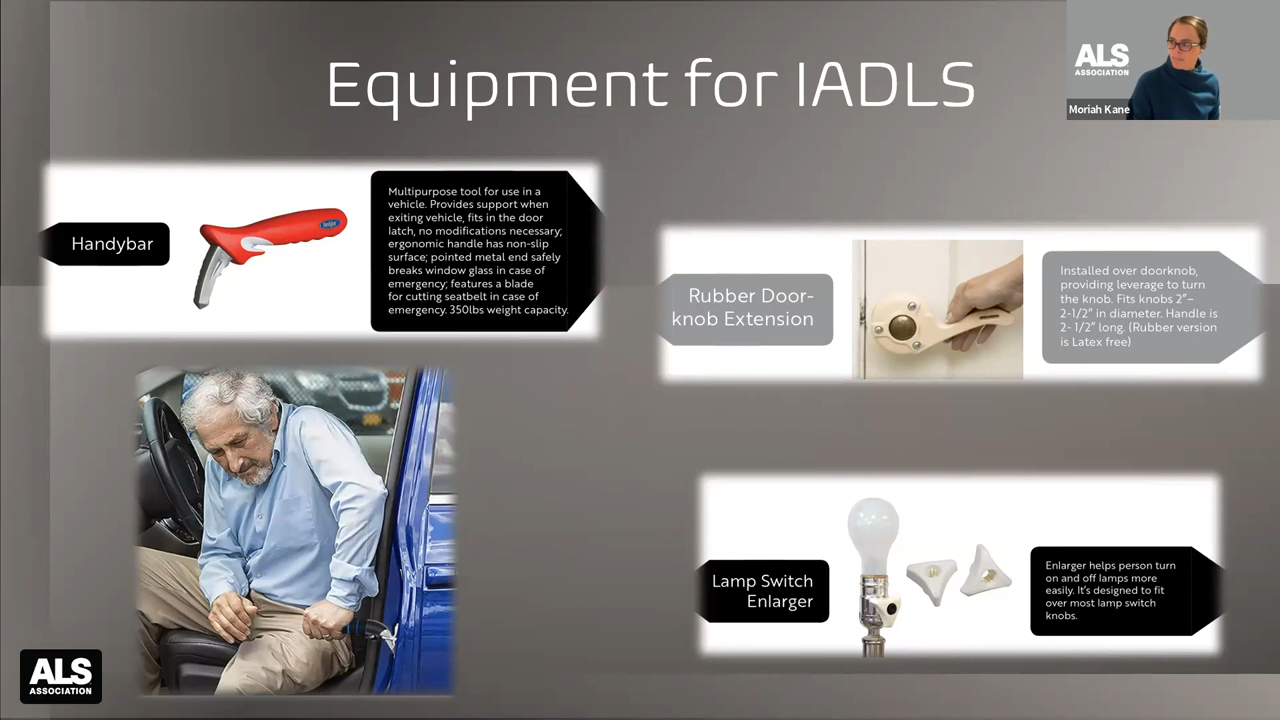 Equipment for IADLS
ALS
ASSOCIATION
Moriah Kane
Handybar
Multipurpose tool for use in a
vehicle. Provides support when
exiting vehicle, fits in the door
latch, no modifications necessary;
ergonomic handle has non-slip
surface; pointed metal end safely
breaks window glass in case of
emergency; features a blade
for cutting seatbelt in case of
emergency. 350lbs weight capacity.
Rubber Door-
knob Extension
Installed over doorknob,
providing leverage to turn
the knob. Fits knobs 2”–
2-1/2” in diameter. Handle is
2- 1/2” long. (Rubber version
is Latex free)
Lamp Switch
Enlarger
Enlarger helps person turn
on and off lamps more
easily. It’s designed to fit
over most lamp switch
knobs.
ALS
ASSOCIATION